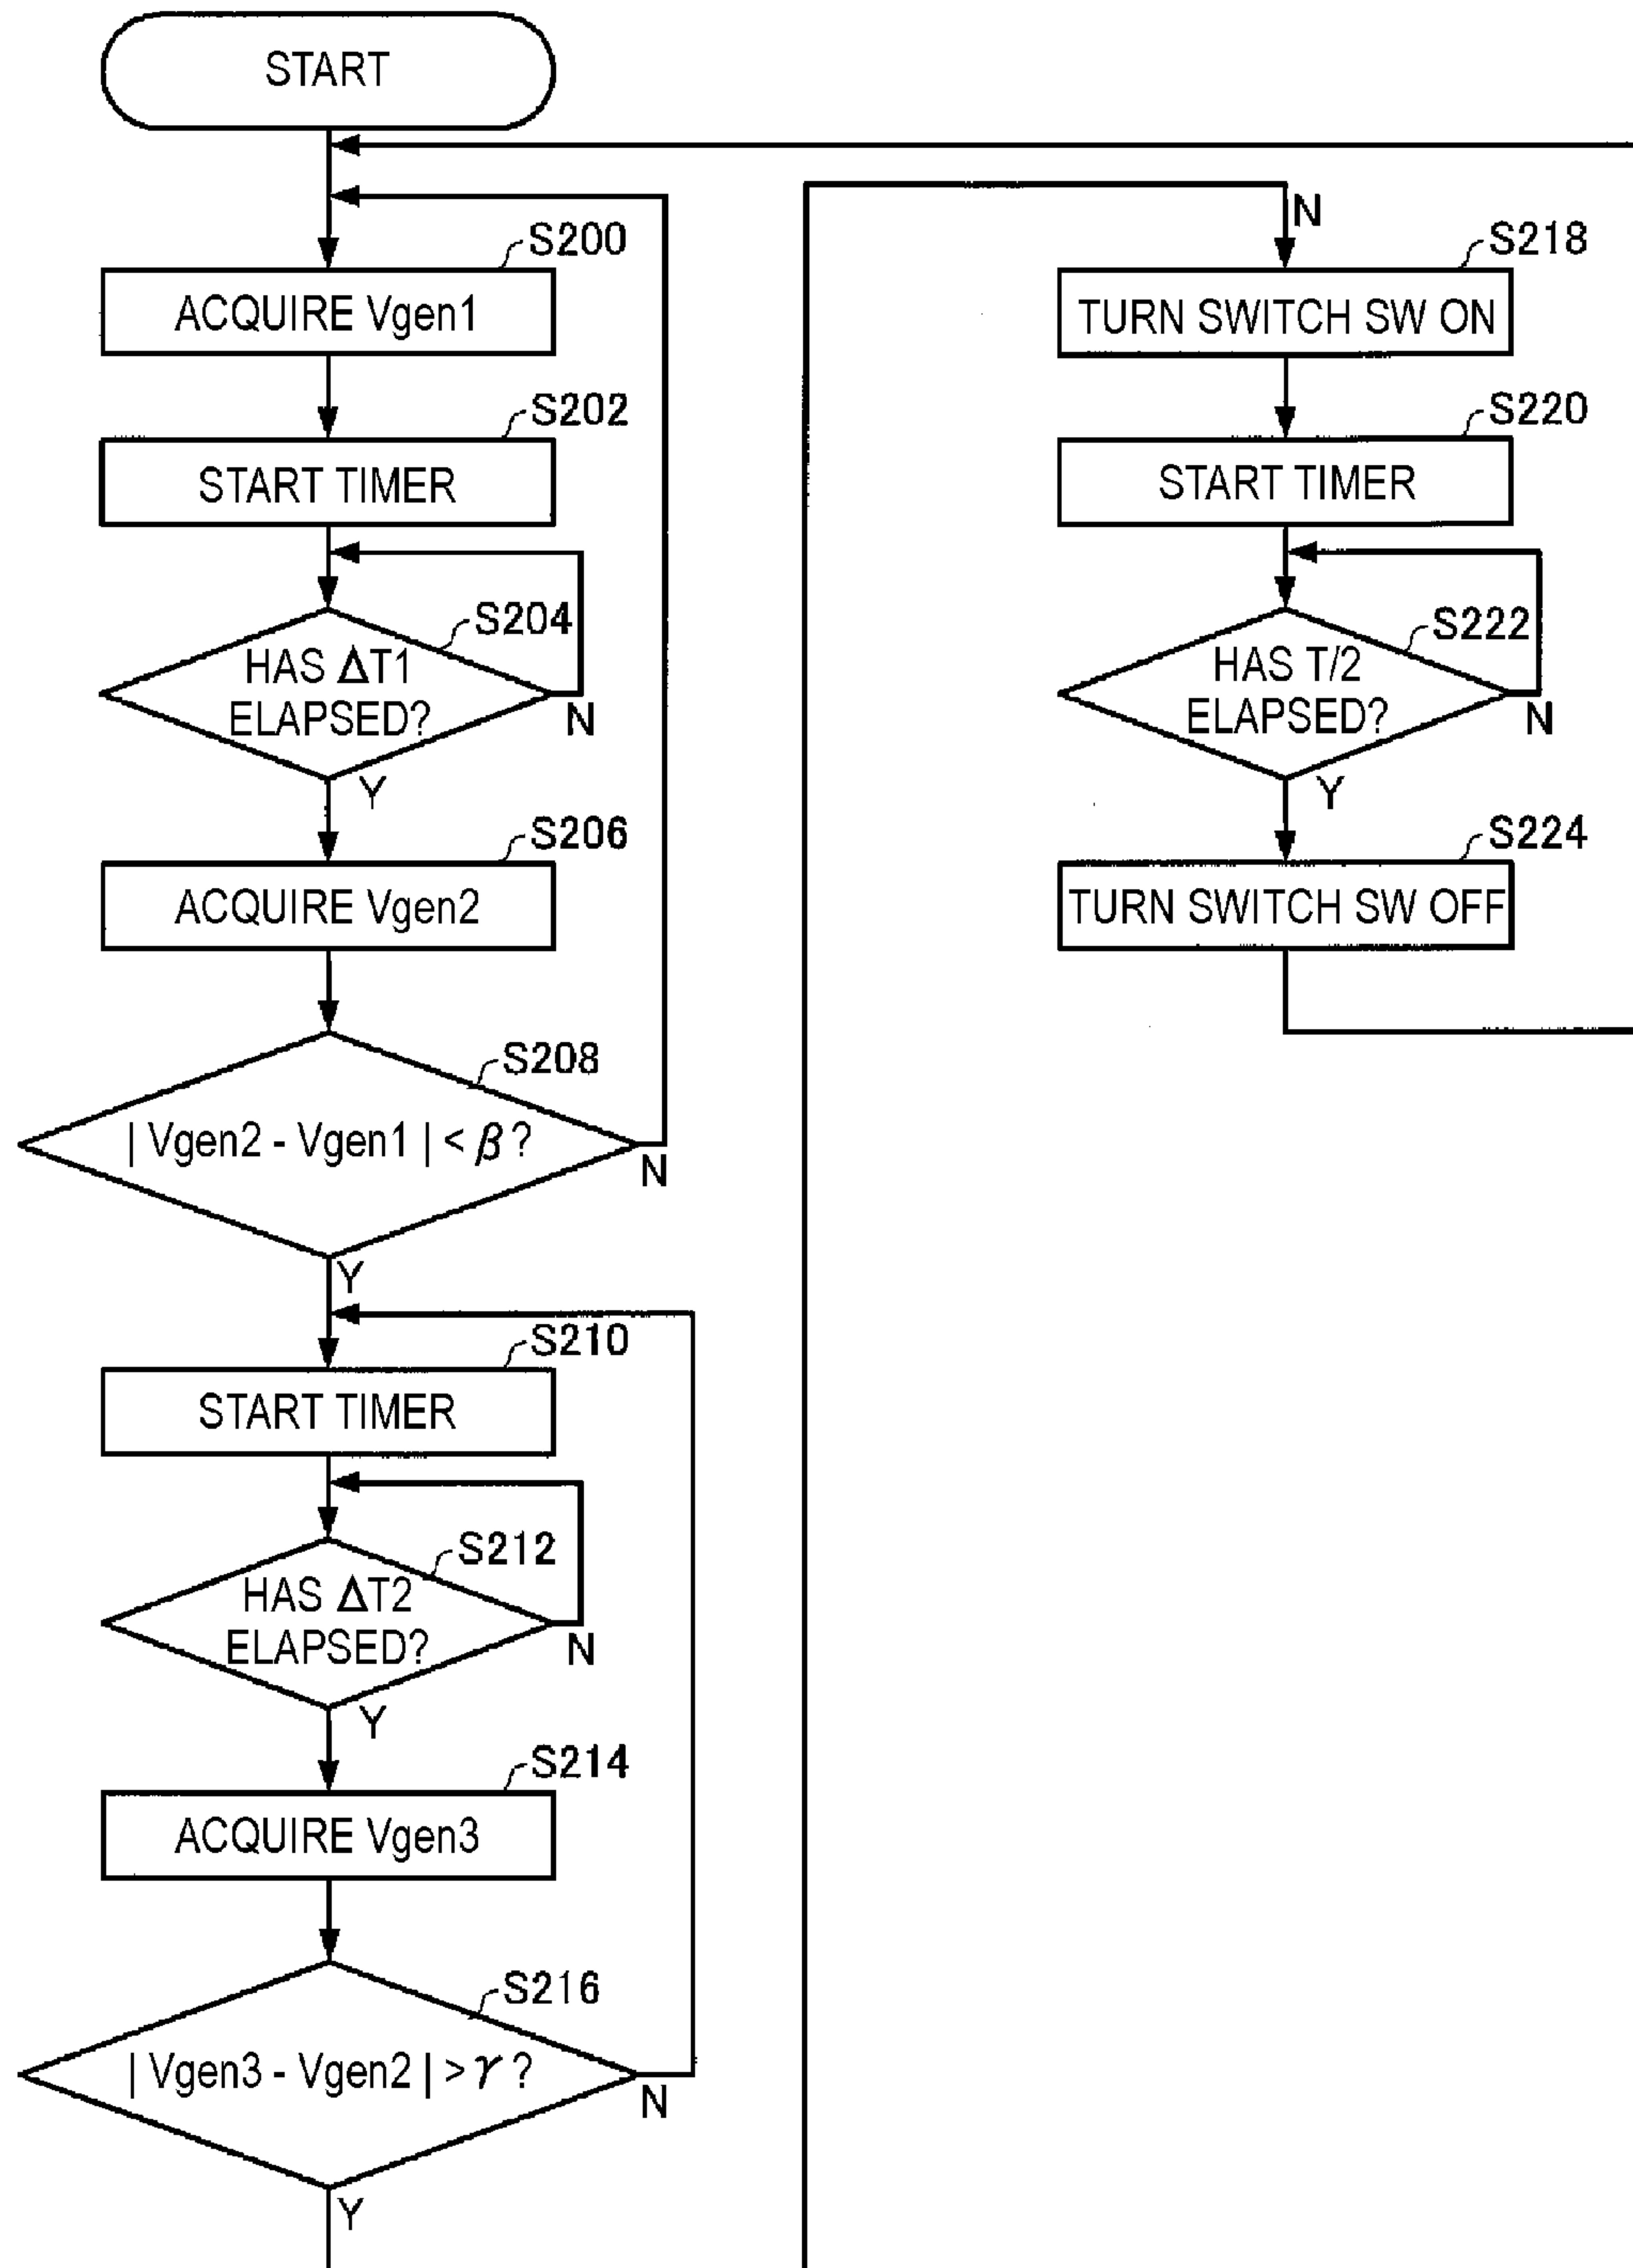 START
S200
ACQUIRE Vgen1
S202
START TIMER
S204
HAS ΔT1
ELAPSED?
N
Y
S206
ACQUIRE Vgen2
S208
| Vgen2 - Vgen1 | < β ?
N
Y
S210
START TIMER
S212
HAS ΔT2
ELAPSED?
N
Y
S214
ACQUIRE Vgen3
S216
| Vgen3 - Vgen2 | > γ ?
N
Y
N
S218
TURN SWITCH SW ON
S220
START TIMER
S222
HAS T/2
ELAPSED?
N
Y
S224
TURN SWITCH SW OFF